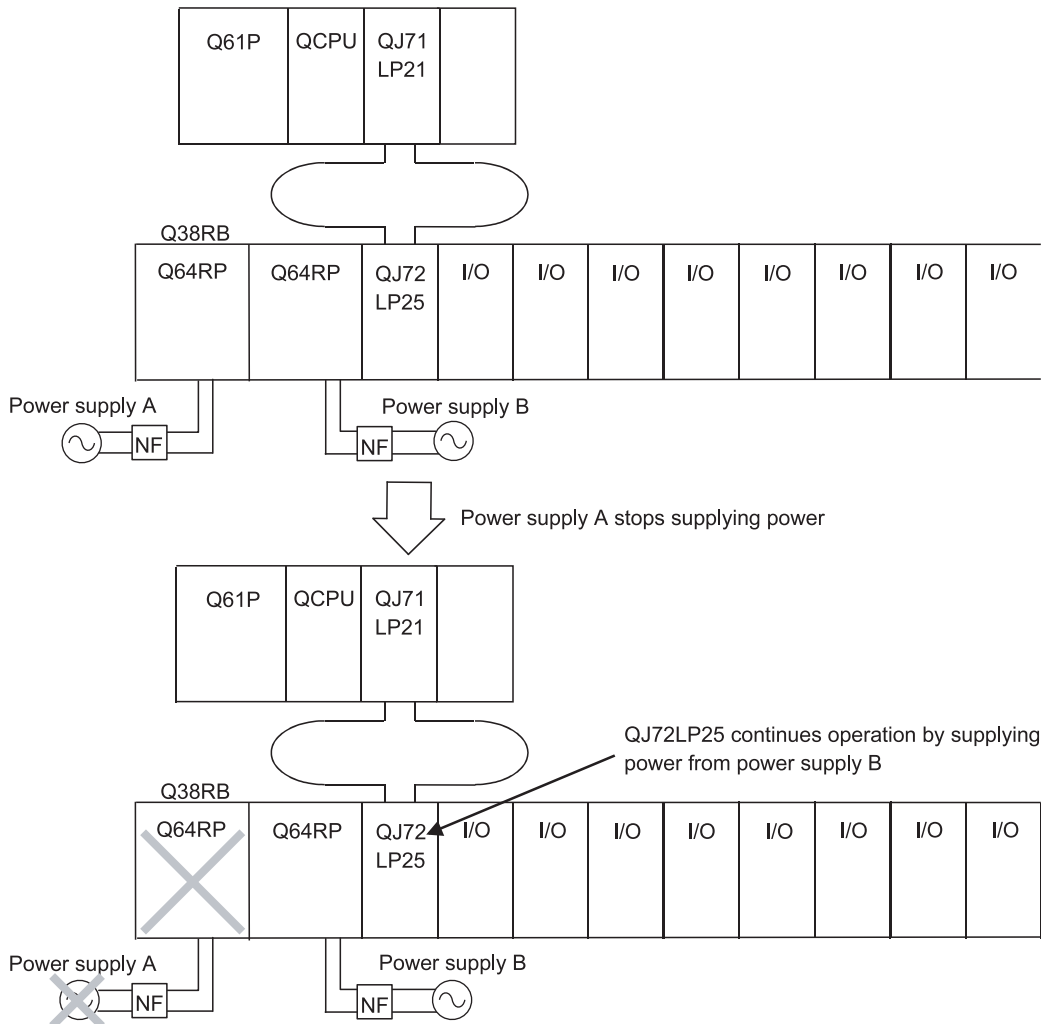 Q61P QCPU QJ71
LP21
Q38RB
Q64RP Q64RP QJ72 I/O I/O I/O I/O I/O I/O I/O I/O
LP25
Power supply A Power supply B
NF NF
Power supply A stops supplying power
Q61P QCPU QJ71
LP21
QJ72LP25 continues operation by supplying
power from power supply B
Q38RB
Q64RP Q64RP QJ72 I/O I/O I/O I/O I/O I/O I/O I/O
LP25
Power supply A Power supply B
NF NF